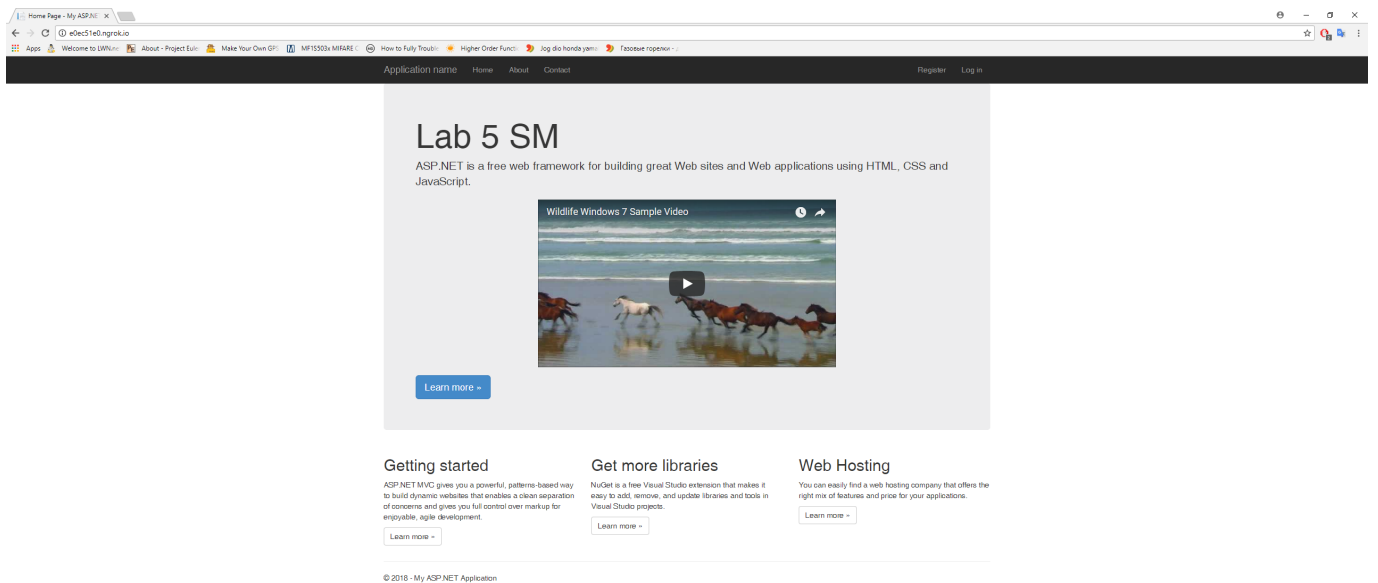 Home Page - My ASP.NE
e0ec51e0.ngrok.io
Apps Welcome to LWN.ne About - Project Eule Make Your Own GPS MF1S503x MIFARE C How to Fully Trouble Higher Order Functi Jog dio honda yama Газовые горелки - 
Application name Home About Contact Register Log in
Lab 5 SM
ASP.NET is a free web framework for building great Web sites and Web applications using HTML, CSS and
JavaScript.
Wildlife Windows 7 Sample Video
Learn more »
Getting started
ASP.NET MVC gives you a powerful, patterns-based way
to build dynamic websites that enables a clean separation
of concerns and gives you full control over markup for
enjoyable, agile development.
Learn more »
Get more libraries
NuGet is a free Visual Studio extension that makes it
easy to add, remove, and update libraries and tools in
Visual Studio projects.
Learn more »
Web Hosting
You can easily find a web hosting company that offers the
right mix of features and price for your applications.
Learn more »
© 2018 - My ASP.NET Application